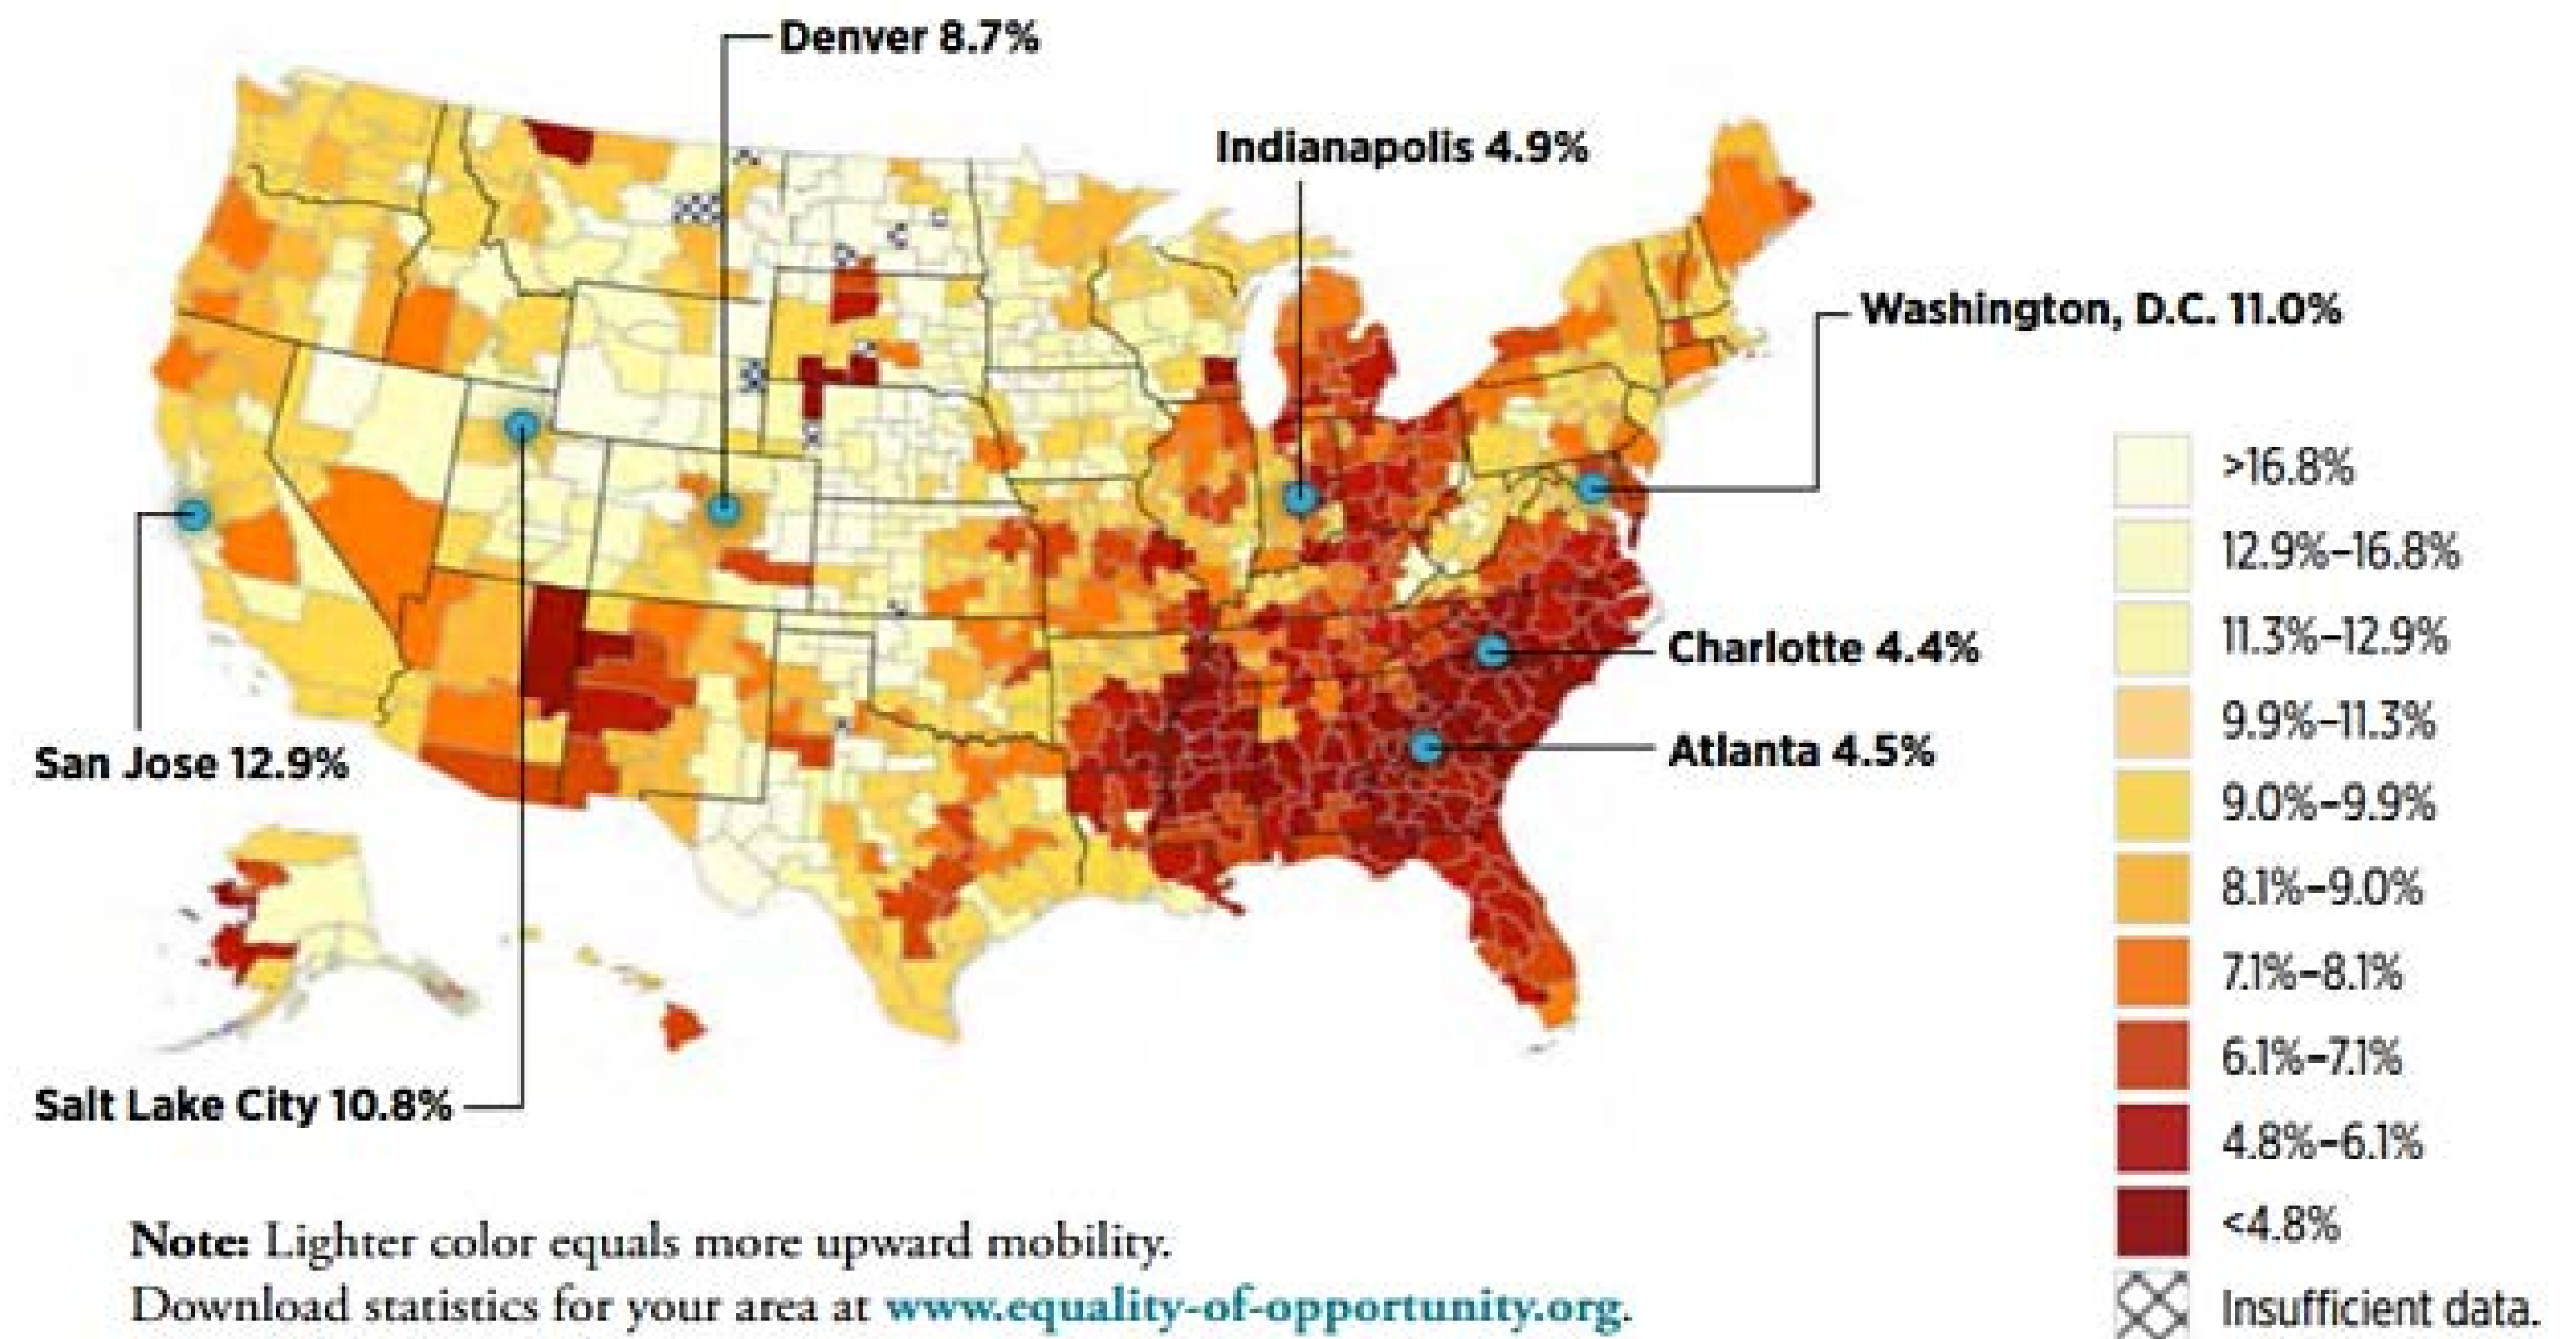 Denver 8.7%
Indianapolis 4.9%
Washington, D.C. 11.0%
Charlotte 4.4%
Atlanta 4.5%
San Jose 12.9%
Salt Lake City 10.8%
>16.8%
12.9%–16.8%
11.3%–12.9%
9.9%–11.3%
9.0%–9.9%
8.1%–9.0%
7.1%–8.1%
6.1%–7.1%
4.8%–6.1%
<4.8%
Insufficient data.
Note: Lighter color equals more upward mobility.
Download statistics for your area at www.equality-of-opportunity.org.